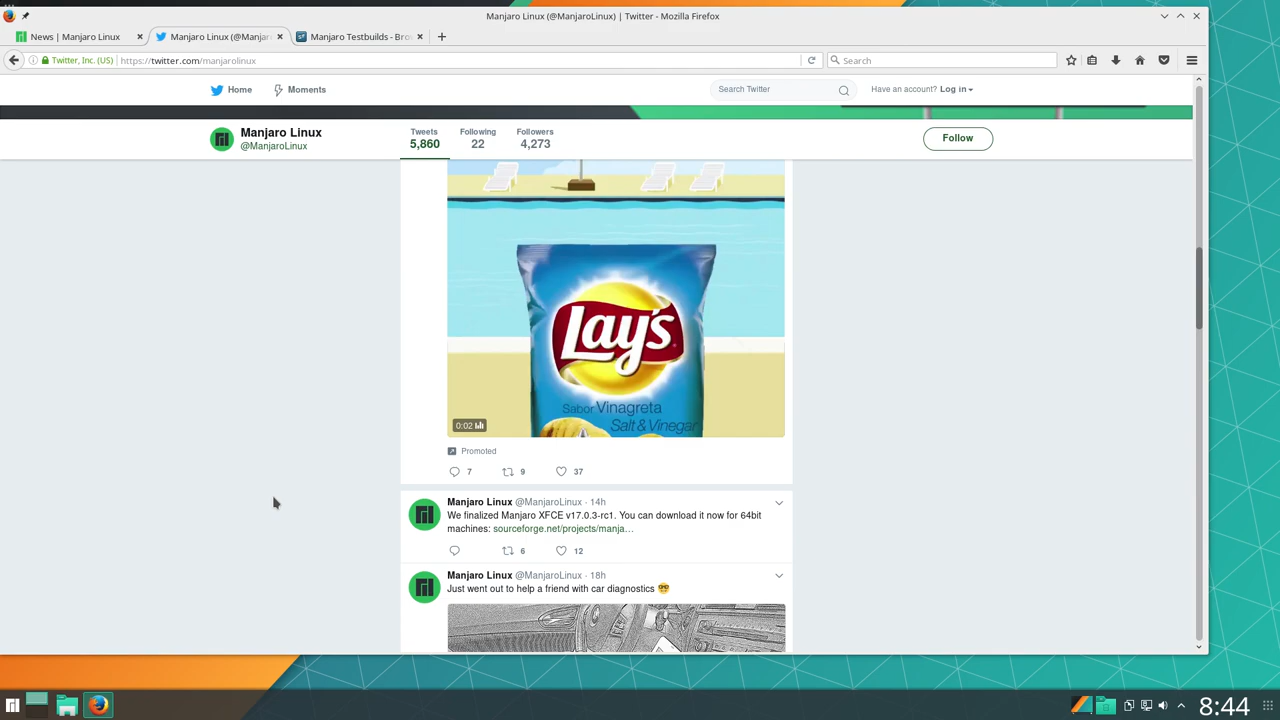 Manjaro Linux (@ManjaroLinux) | Twitter - Mozilla Firefox
News | Manjaro Linux
Manjaro Linux (@Manjar
Manjaro Testbuilds - Bro
Twitter, Inc. (US)
https://twitter.com/manjarolinux
Search
Home
Moments
Search Twitter
Have an account? Log in
Manjaro Linux
@ManjaroLinux
Tweets
5,860
Following
22
Followers
4,273
Follow
Lay's
Sabor Vinagreta
Salt & Vinegar
0:02
Promoted
7
9
37
Manjaro Linux @ManjaroLinux · 14h
We finalized Manjaro XFCE v17.0.3-rc1. You can download it now for 64bit
machines: sourceforge.net/projects/manja…
6
12
Manjaro Linux @ManjaroLinux · 18h
Just went out to help a friend with car diagnostics 🤓
8:44